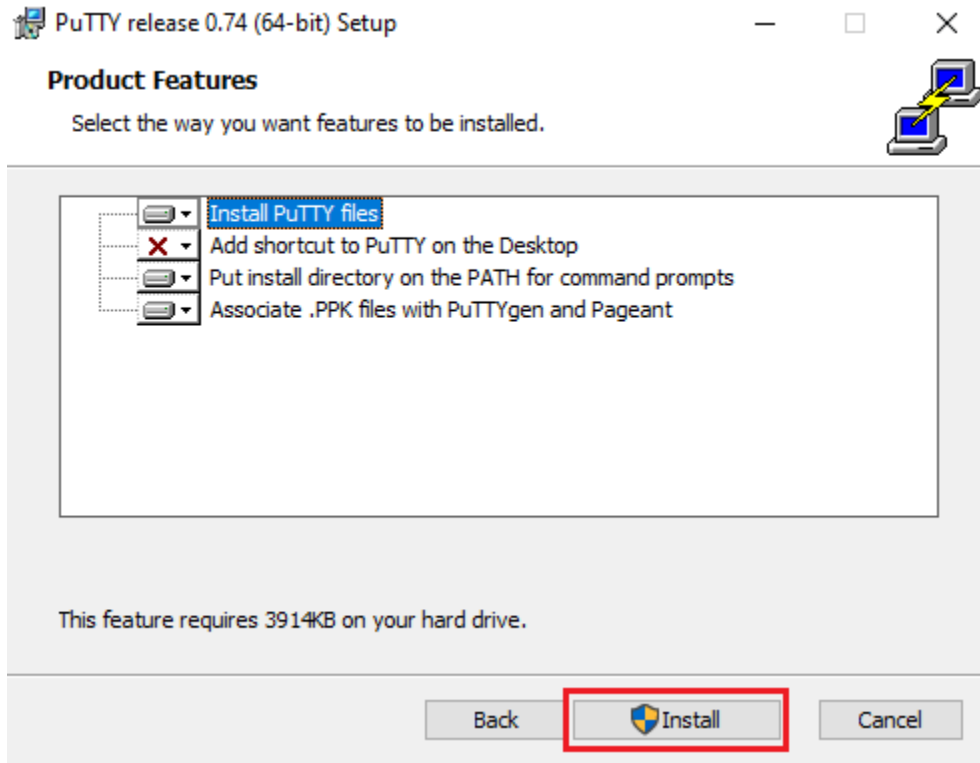 PuTTY release 0.74 (64-bit) Setup
Product Features
Select the way you want features to be installed.
Install PuTTY files
Add shortcut to PuTTY on the Desktop
Put install directory on the PATH for command prompts
Associate .PPK files with PuTTYgen and Pageant
This feature requires 3914KB on your hard drive.
Back Install Cancel